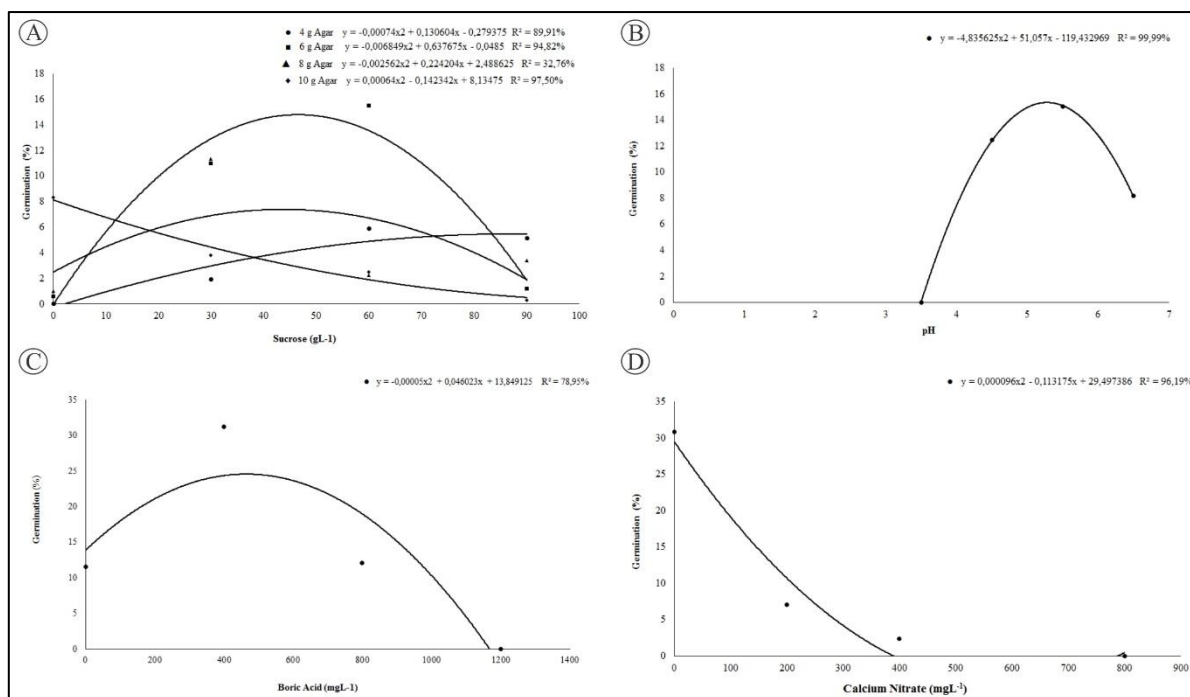 A
4 g Agar y = -0,00074x2 + 0,130604x - 0,279375 R² = 89,91%
6 g Agar y = -0,006849x2 + 0,637675x - 0,0485 R² = 94,82%
8 g Agar y = -0,002562x2 + 0,224204x + 2,488625 R² = 32,76%
10 g Agar y = 0,00064x2 - 0,142342x + 8,13475 R² = 97,50%
18
16
14
12
10
8
6
4
2
0
Germination (%)
0 10 20 30 40 50 60 70 80 90 100
Sucrose (gL-1)
B
y = -4,835625x2 + 51,057x - 119,432969 R² = 99,99%
18
16
14
12
10
8
6
4
2
0
Germination (%)
0 1 2 3 4 5 6 7
pH
C
y = -0,00005x2 + 0,046023x + 13,849125 R² = 78,95%
35
30
25
20
15
10
5
0
Germination (%)
0 200 400 600 800 1000 1200 1400
Boric Acid (mgL-1)
D
y = 0,000096x2 - 0,113175x + 29,497386 R² = 96,19%
35
30
25
20
15
10
5
0
Germination (%)
0 100 200 300 400 500 600 700 800 900
Calcium Nitrate (mgL⁻¹)